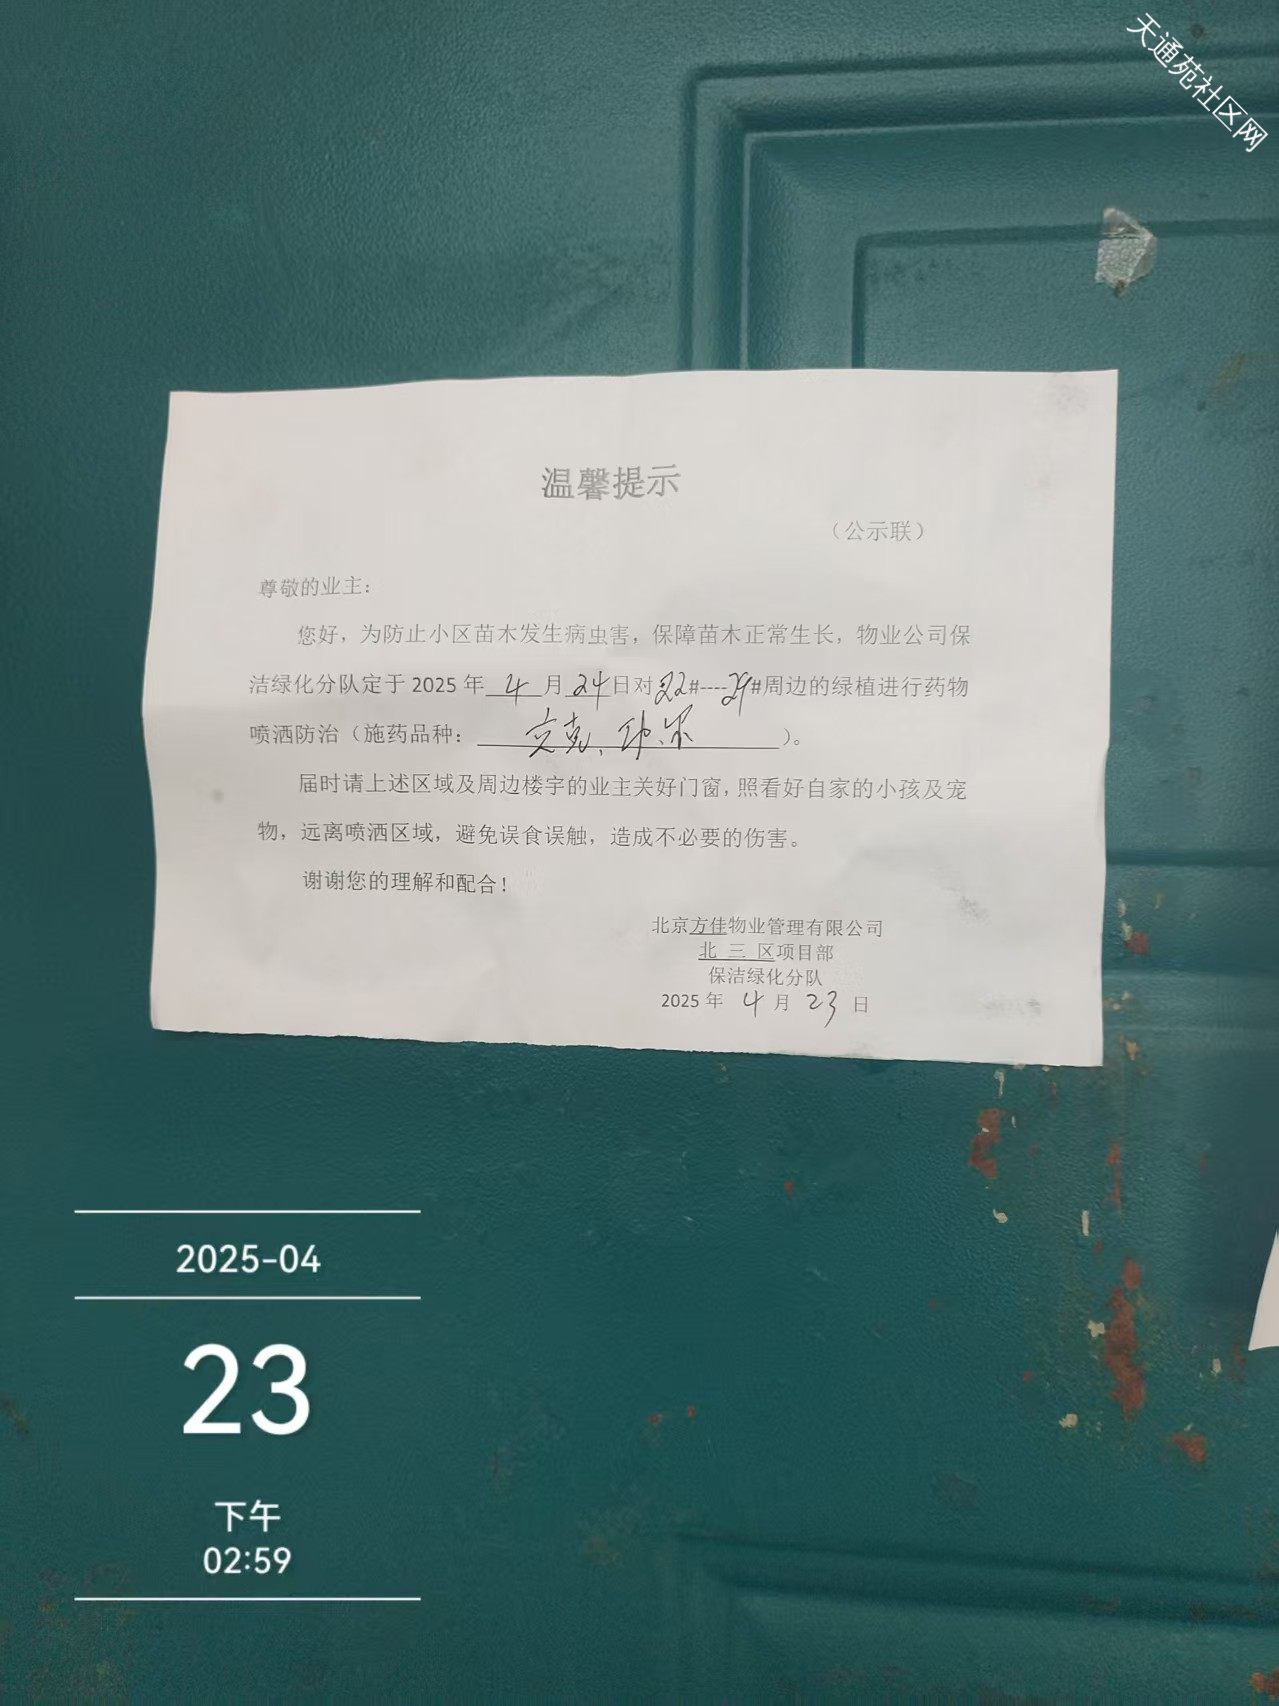 天通苑社区网
温馨提示
（公示联）
尊敬的业主：
您好，为防止小区苗木发生病虫害，保障苗木正常生长，物业公司保
洁绿化分队定于 2025 年 4 月 24 日对 22#----29#周边的绿植进行药物
喷洒防治（施药品种： 立克、功尔 ）。
届时请上述区域及周边楼宇的业主关好门窗，照看好自家的小孩及宠
物，远离喷洒区域，避免误食误触，造成不必要的伤害。
谢谢您的理解和配合！
北京方佳物业管理有限公司
北 三 区项目部
保洁绿化分队
2025 年 4 月 23 日
2025-04
23
下午
02:59